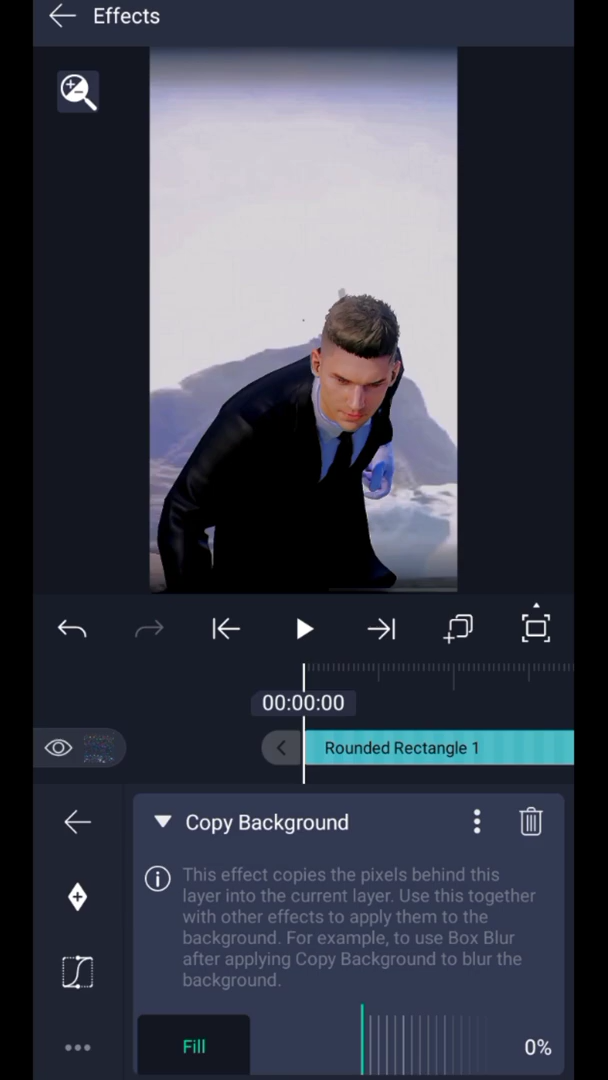 Effects
00:00:00
Rounded Rectangle 1
Copy Background
This effect copies the pixels behind this
layer into the current layer. Use this together
with other effects to apply them to the
background. For example, to use Box Blur
after applying Copy Background to blur the
background.
Fill
0%